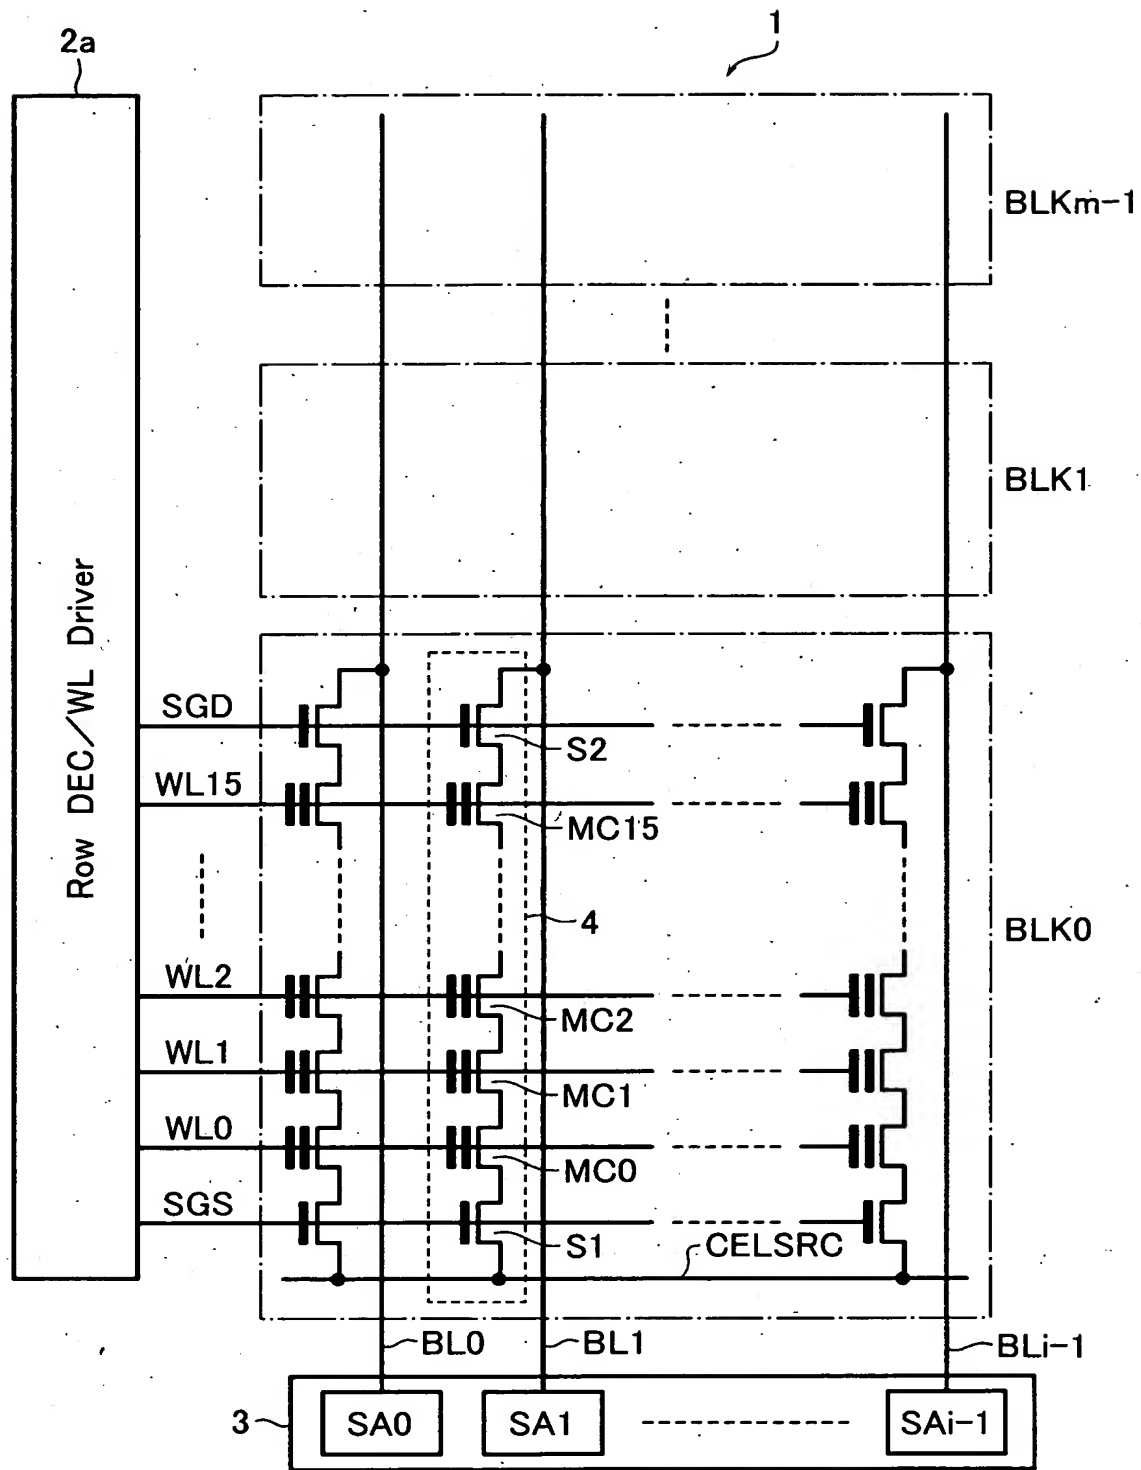 1
2a
BLKm-1
BLK1
Row DEC/WL Driver
SGD
S2
WL15
MC15
4
BLK0
WL2
MC2
WL1
MC1
WL0
MC0
SGS
S1
CELSRC
BL0
BL1
BLi-1
3
SA0
SA1
SAi-1